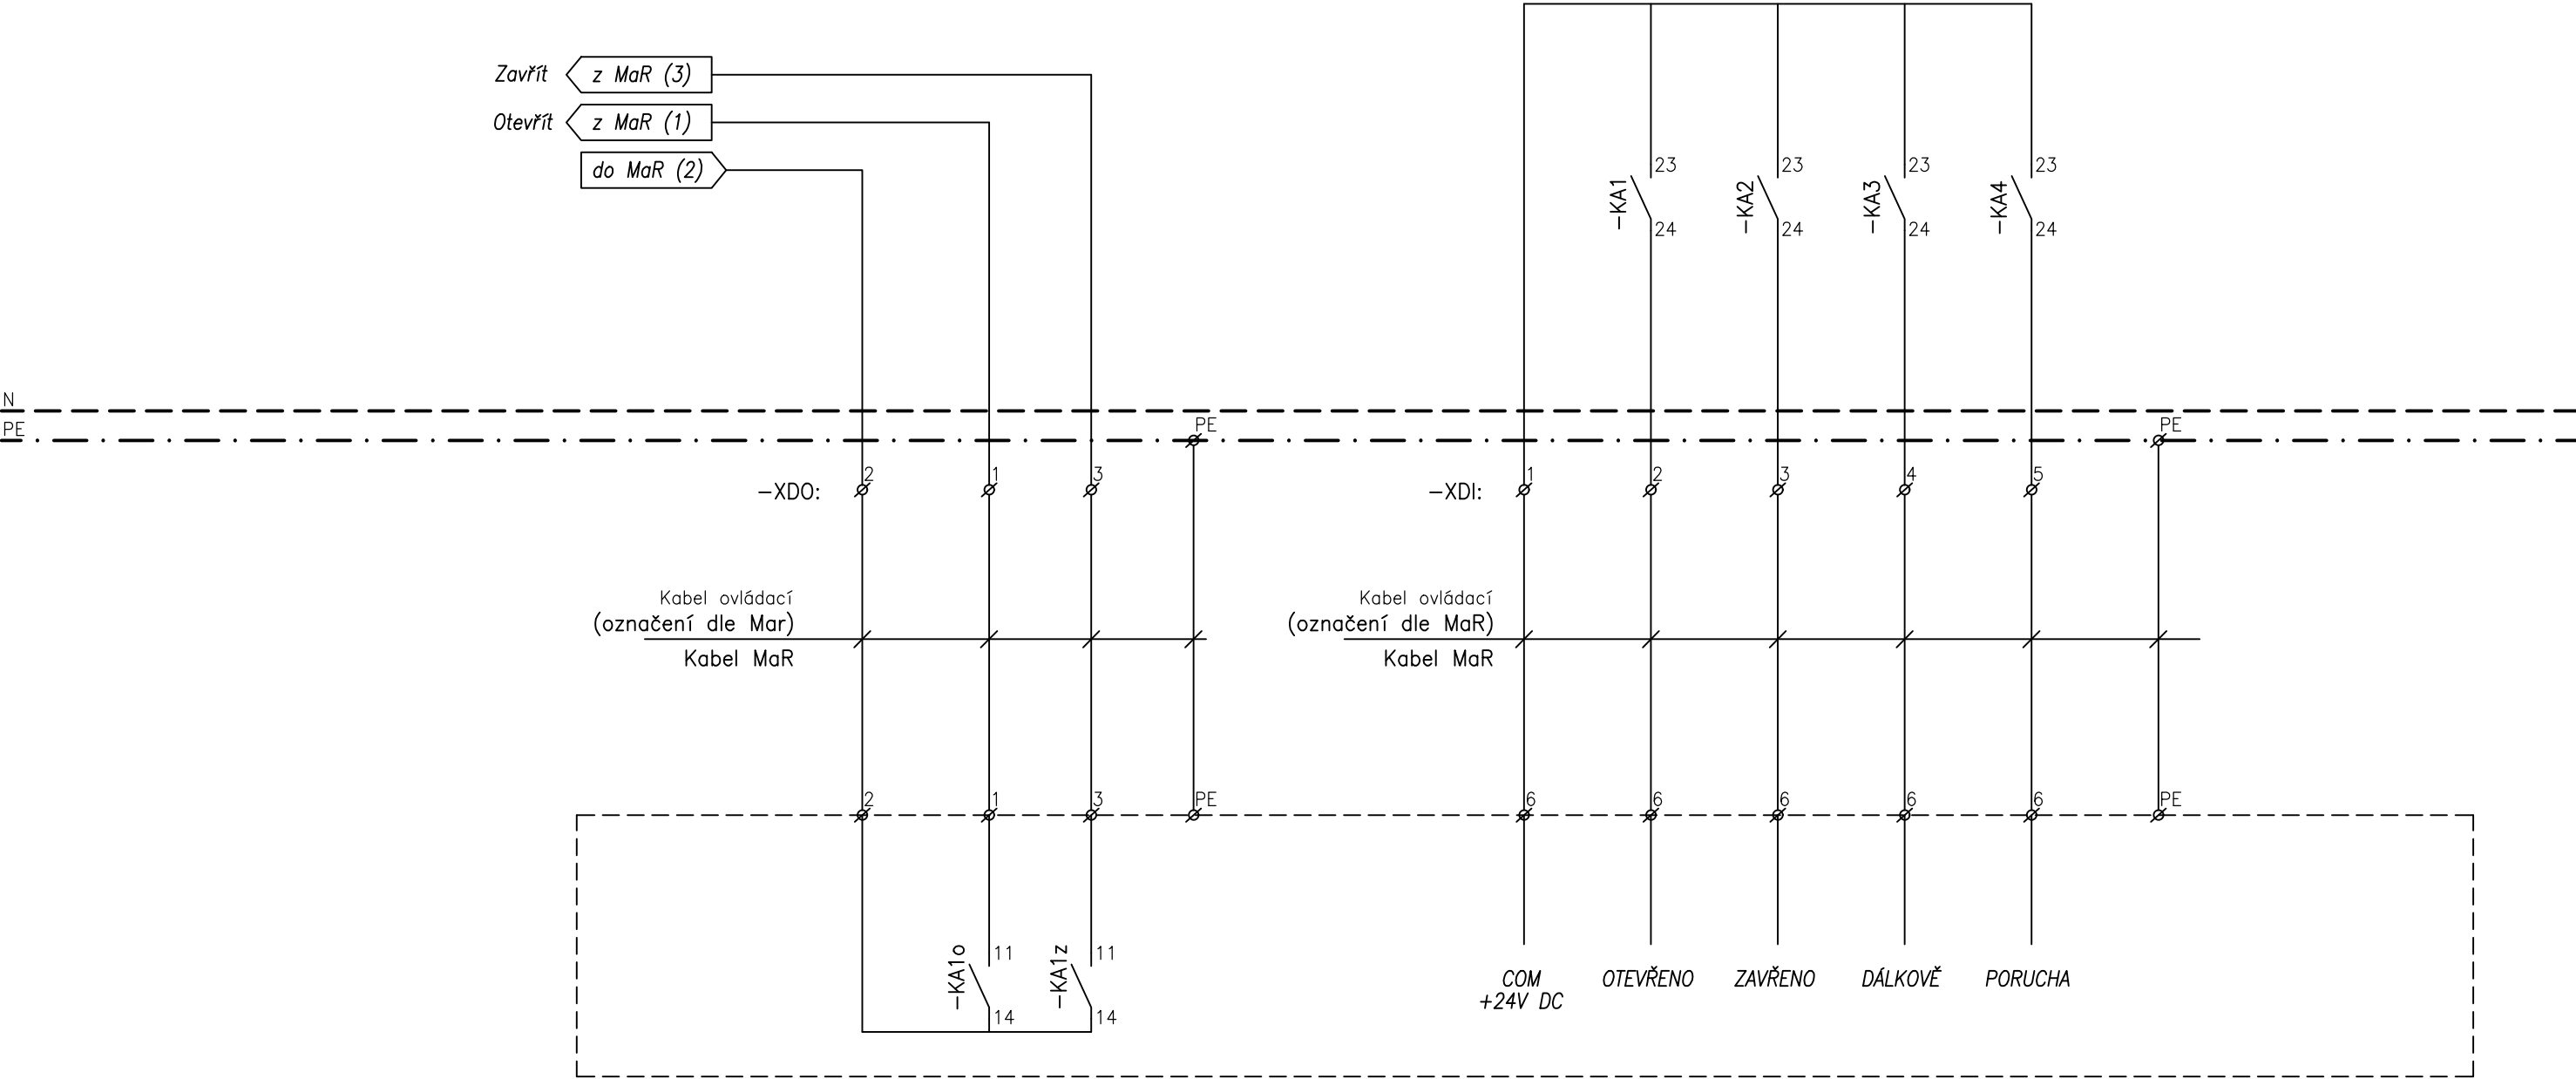 Zavřít z MaR (3)
Otevřít z MaR (1)
do MaR (2)
23 23 23 23
-KA1 -KA2 -KA3 -KA4
24 24 24 24
N
PE
PE PE
-XDO: 2 1 3
-XDI: 1 2 3 4 5
Kabel ovládací
(označení dle Mar)
Kabel MaR
Kabel ovládací
(označení dle MaR)
Kabel MaR
2 1 3 PE 6 6 6 6 6 PE
-KA1o 11 14
-KA1z 11 14
COM
+24V DC
OTEVŘENO
ZAVŘENO
DÁLKOVĚ
PORUCHA